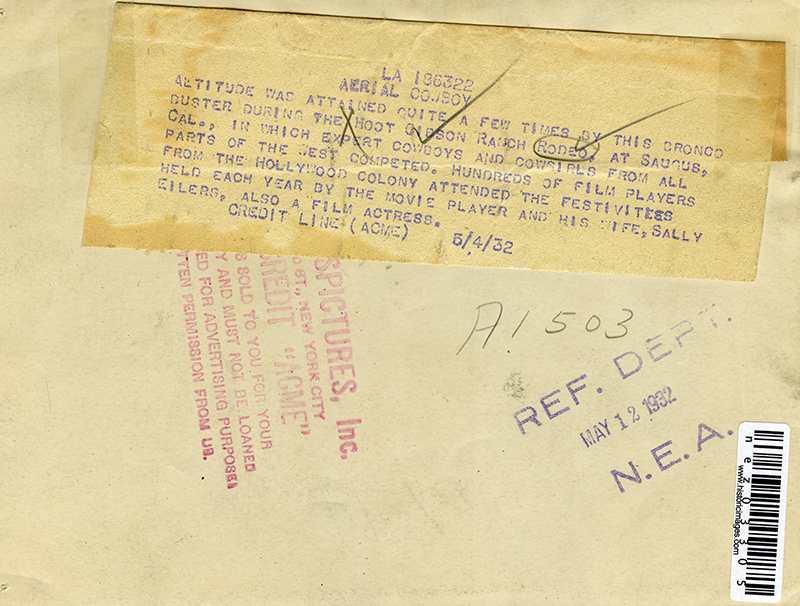 LA 186322
AERIAL COWBOY
ALTITUDE WAS ATTAINED QUITE A FEW TIMES BY THIS BRONCO
BUSTER DURING THE HOOT GIBSON RANCH RODEO, AT SAUGUS,
CAL., IN WHICH EXPERT COWBOYS AND COWGIRLS FROM ALL
PARTS OF THE WEST COMPETED. HUNDREDS OF FILM PLAYERS
FROM THE HOLLYWOOD COLONY ATTENDED THE FESTIVITIES
HELD EACH YEAR BY THE MOVIE PLAYER AND HIS WIFE, SALLY
EILERS, ALSO A FILM ACTRESS.
CREDIT LINE (ACME) 5/4/32
SPICTURES, Inc.
ST., NEW YORK CITY
CREDIT "ACME"
S SOLD TO YOU FOR YOUR
Y AND MUST NOT BE LOANED
ED FOR ADVERTISING PURPOSES
TTEN PERMISSION FROM US.
A1503
REF. DEPT.
MAY 12 1932
N.E.A.
nez03305
www.historicimages.com